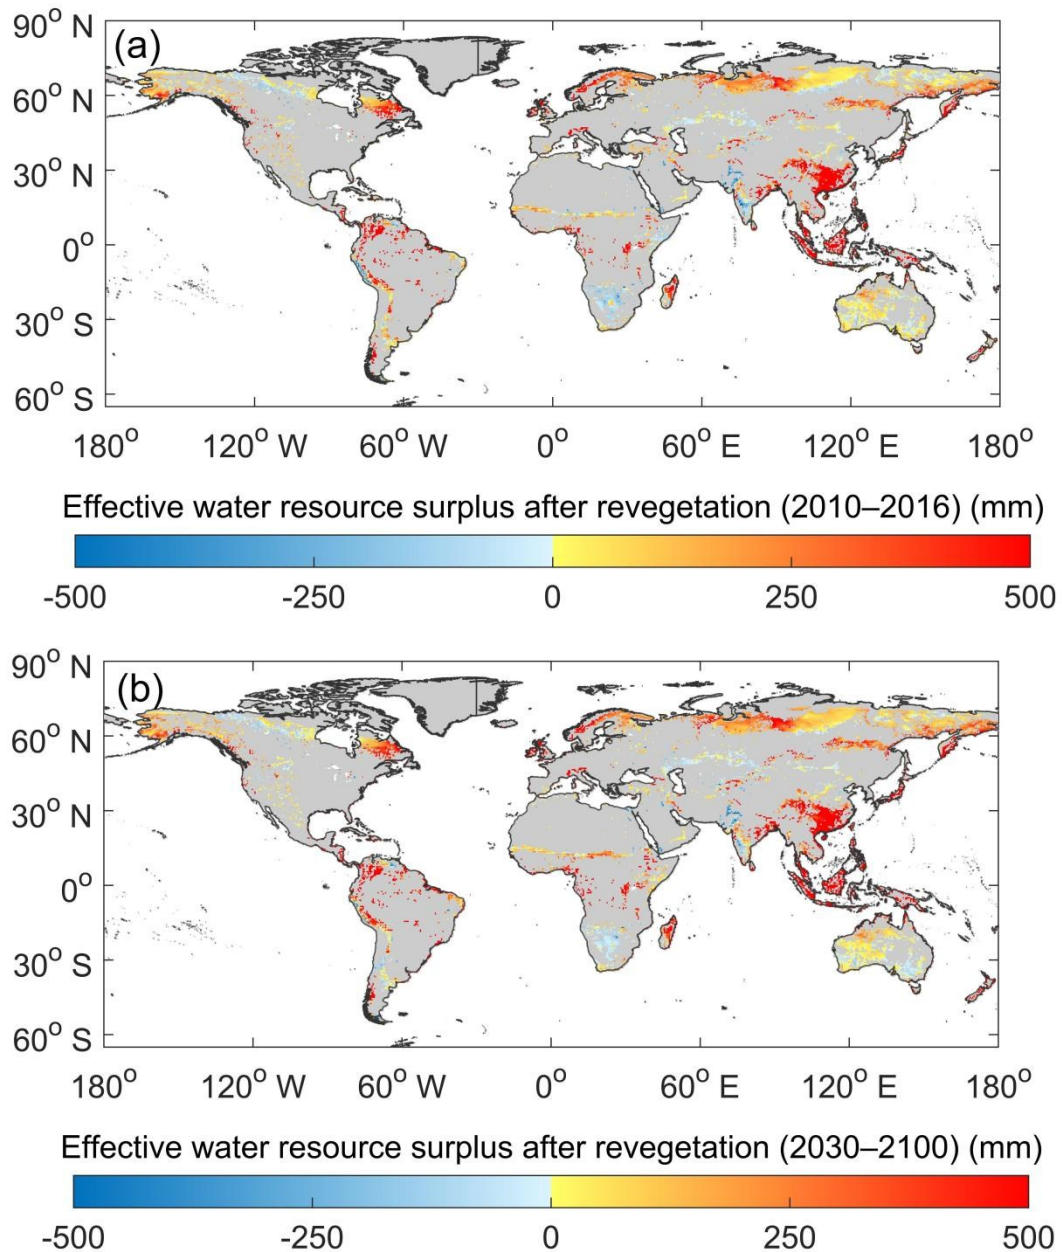 90° N
(a)
60° N
30° N
0°
30° S
60° S
180° 120° W 60° W 0° 60° E 120° E 180°
Effective water resource surplus after revegetation (2010–2016) (mm)
-500 -250 0 250 500
90° N
(b)
60° N
30° N
0°
30° S
60° S
180° 120° W 60° W 0° 60° E 120° E 180°
Effective water resource surplus after revegetation (2030–2100) (mm)
-500 -250 0 250 500